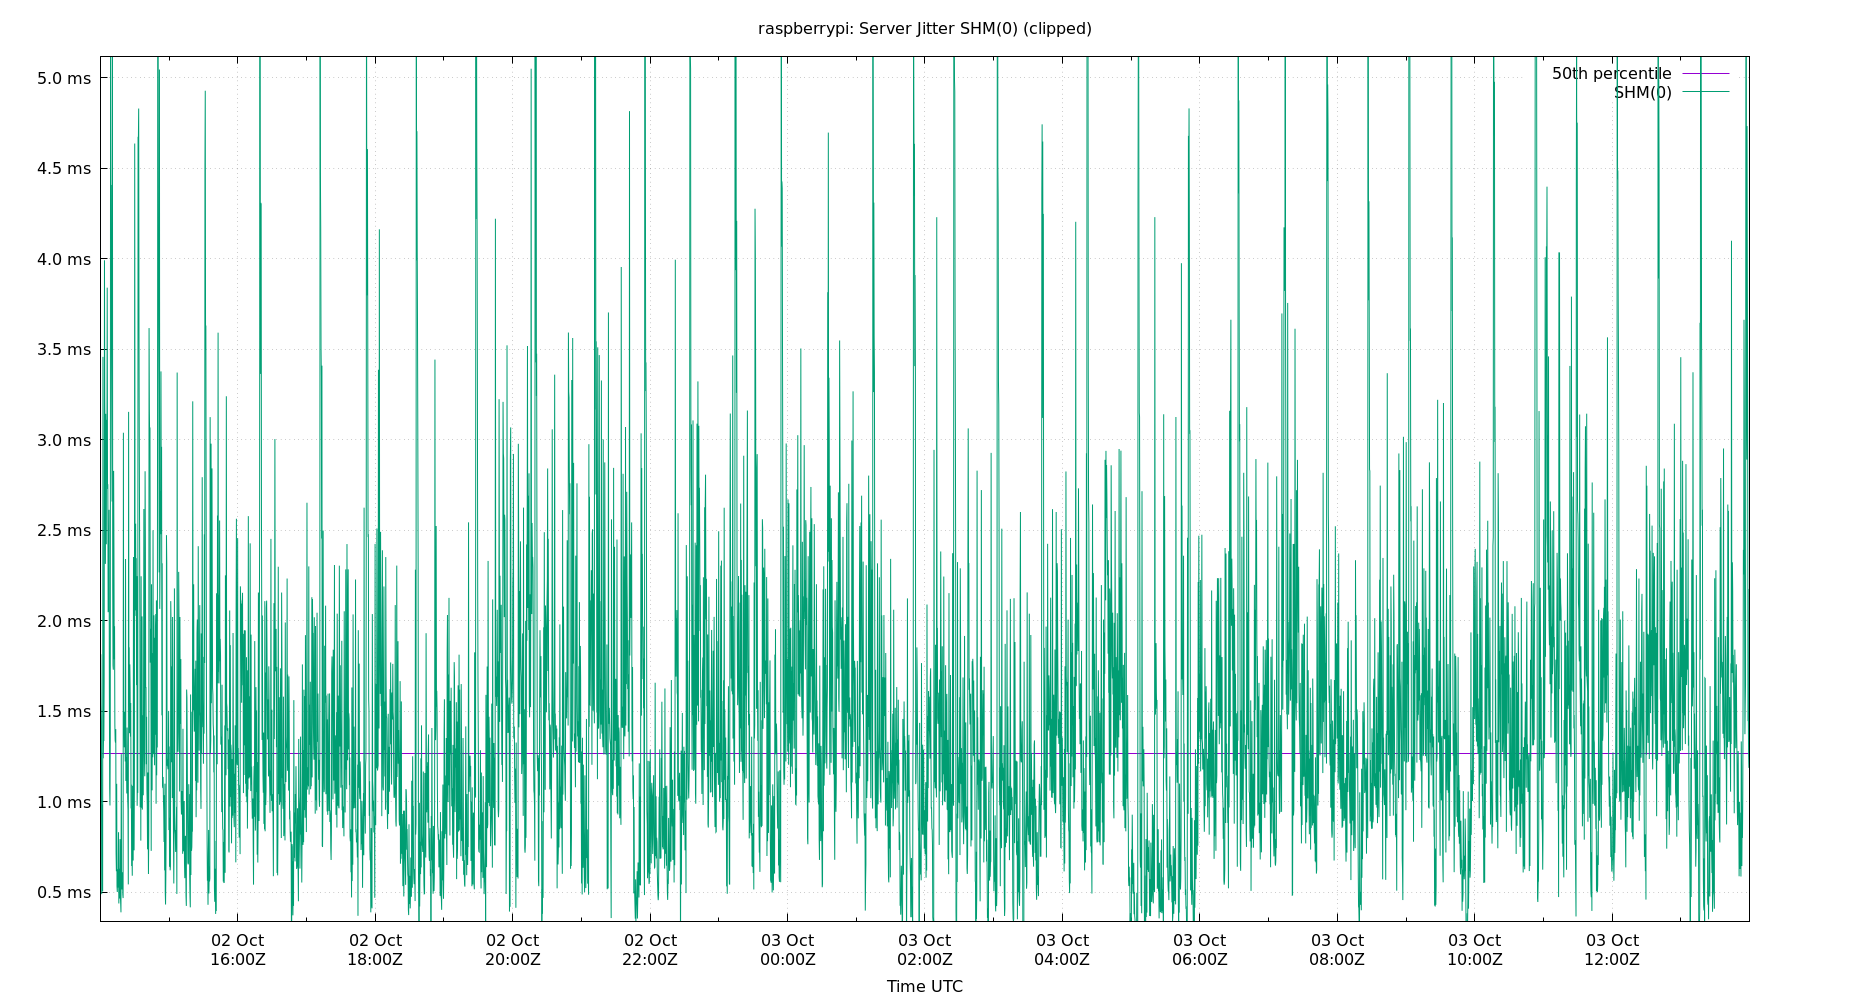 raspberrypi: Server Jitter SHM(0) (clipped)
50th percentile
SHM(0)
5.0 ms
4.5 ms
4.0 ms
3.5 ms
3.0 ms
2.5 ms
2.0 ms
1.5 ms
1.0 ms
0.5 ms
02 Oct 02 Oct 02 Oct 02 Oct 03 Oct 03 Oct 03 Oct 03 Oct 03 Oct 03 Oct 03 Oct
16:00Z 18:00Z 20:00Z 22:00Z 00:00Z 02:00Z 04:00Z 06:00Z 08:00Z 10:00Z 12:00Z
Time UTC